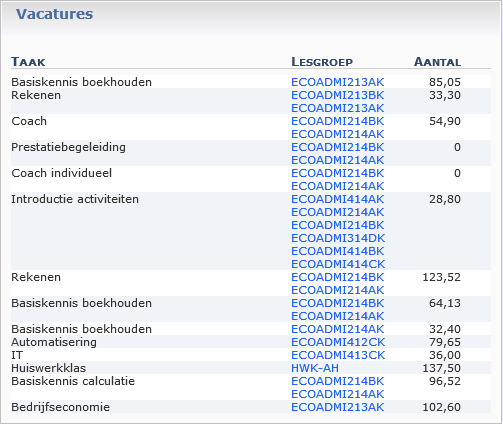 Vacatures
TAAK LESGROEP AANTAL
Basiskennis boekhouden ECOADMI213AK 85,05
Rekenen ECOADMI213BK 33,30
ECOADMI213AK
Coach ECOADMI214BK 54,90
ECOADMI214AK
Prestatiebegeleiding ECOADMI214BK 0
ECOADMI214AK
Coach individueel ECOADMI214BK 0
ECOADMI214AK
Introductie activiteiten ECOADMI414AK 28,80
ECOADMI214AK
ECOADMI214BK
ECOADMI314DK
ECOADMI414BK
ECOADMI414CK
Rekenen ECOADMI214BK 123,52
ECOADMI214AK
Basiskennis boekhouden ECOADMI214BK 64,13
ECOADMI214AK
Basiskennis boekhouden ECOADMI214AK 32,40
Automatisering ECOADMI412CK 79,65
IT ECOADMI413CK 36,00
Huiswerkklas HWK-AH 137,50
Basiskennis calculatie ECOADMI214BK 96,52
ECOADMI214AK
Bedrijfseconomie ECOADMI213AK 102,60